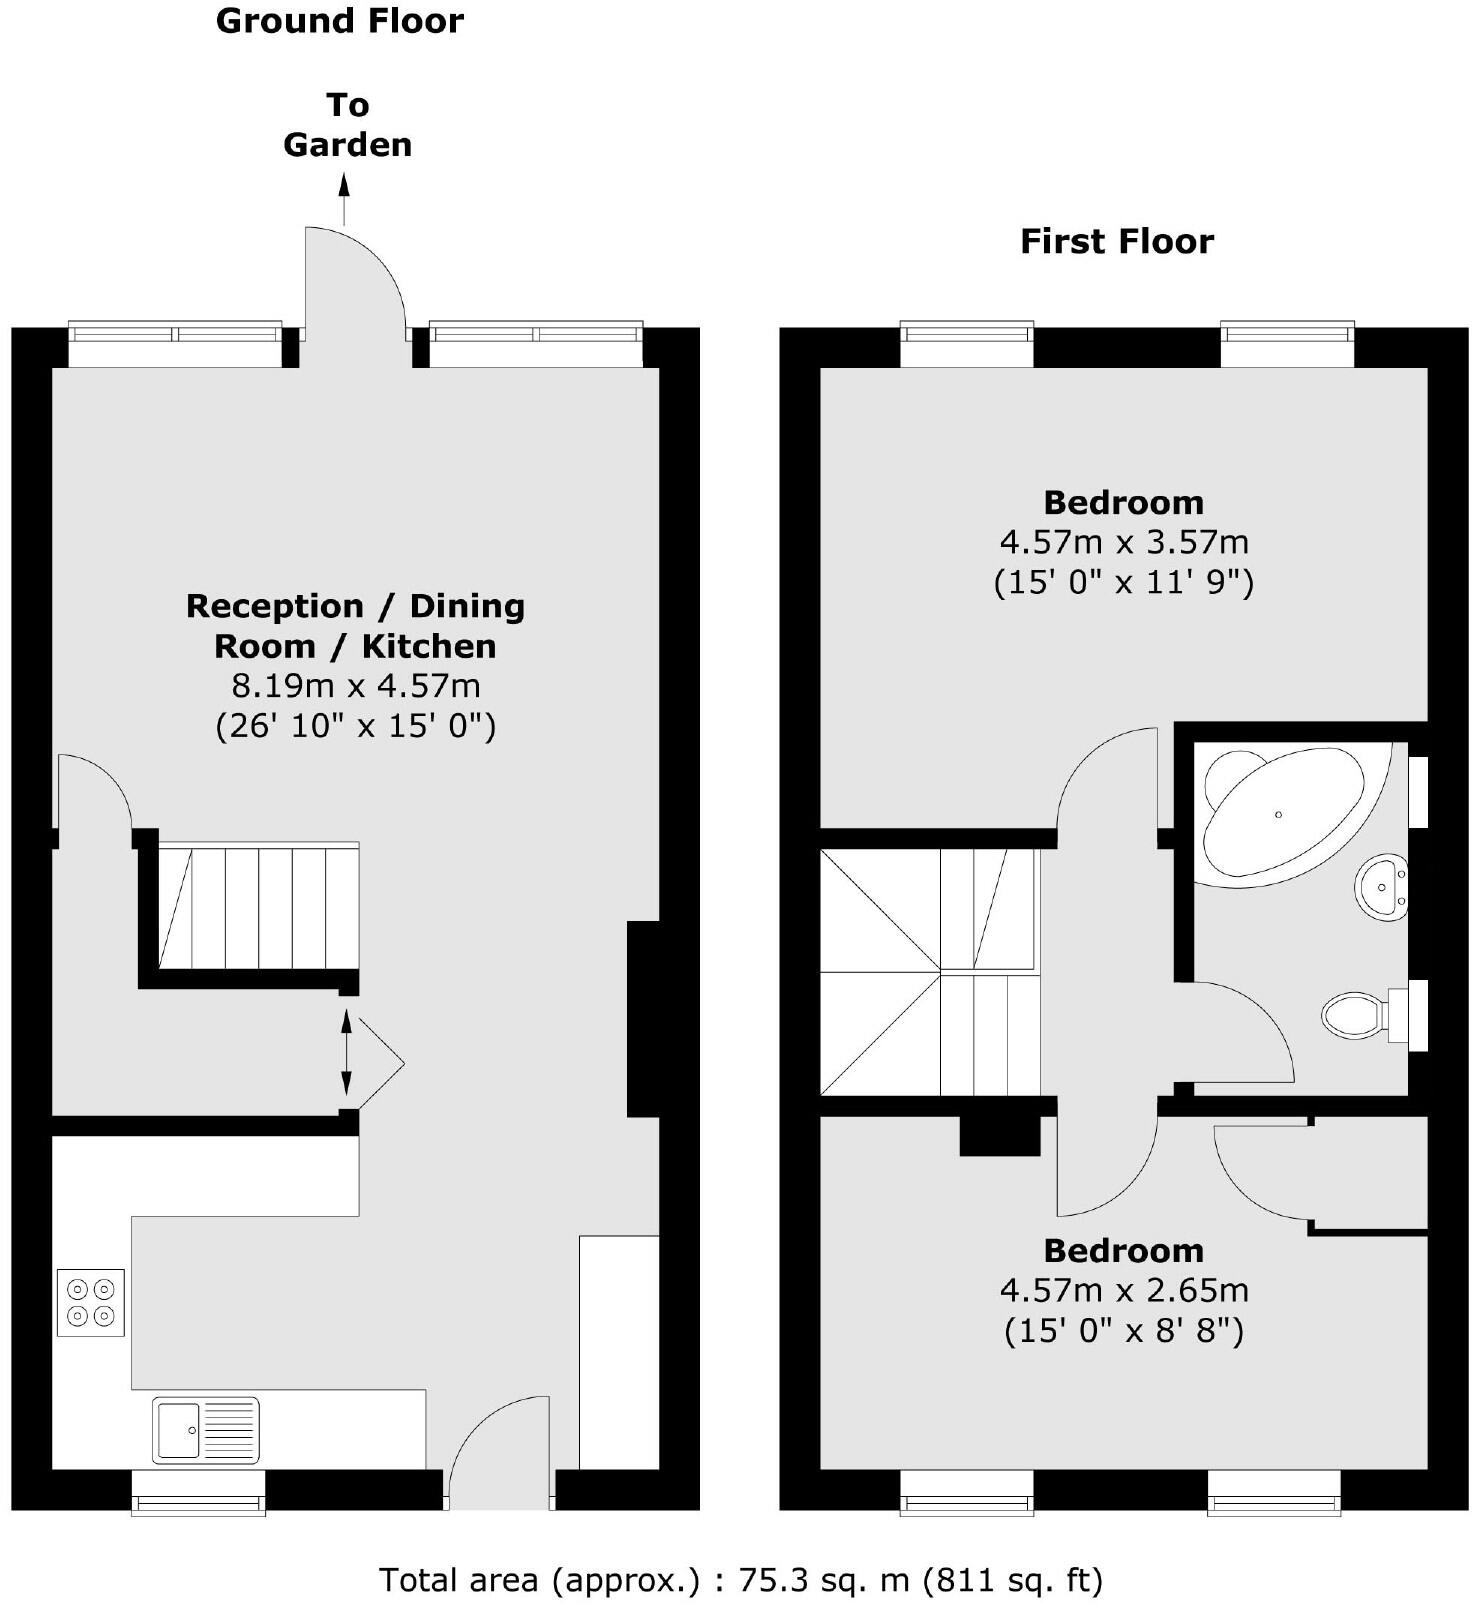 Ground Floor
To
Garden
Reception / Dining
Room / Kitchen
8.19m x 4.57m
(26' 10" x 15' 0")
First Floor
Bedroom
4.57m x 3.57m
(15' 0" x 11' 9")
Bedroom
4.57m x 2.65m
(15' 0" x 8' 8")
Total area (approx.) : 75.3 sq. m (811 sq. ft)